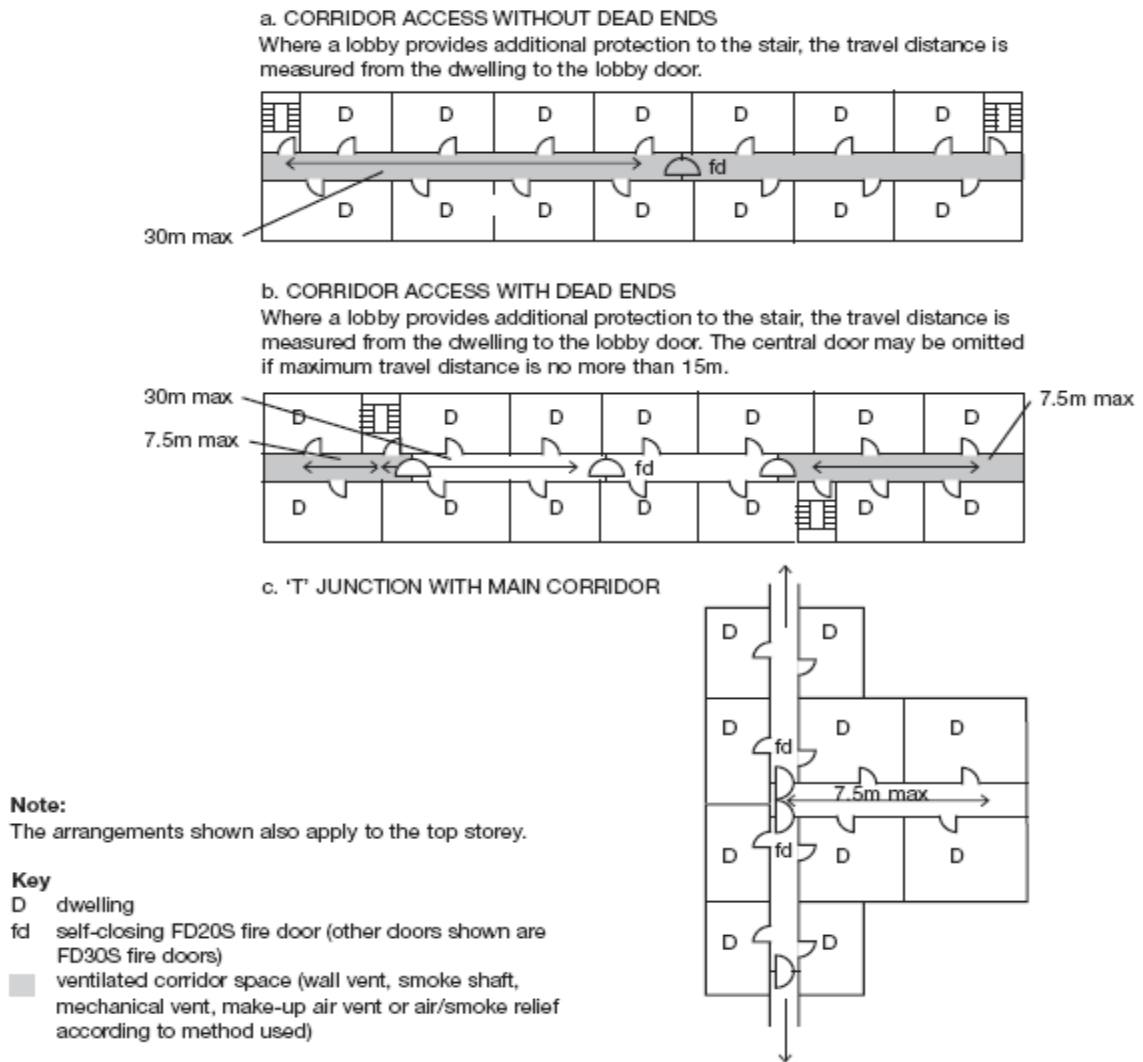 a. CORRIDOR ACCESS WITHOUT DEAD ENDS
Where a lobby provides additional protection to the stair, the travel distance is
measured from the dwelling to the lobby door.
D D D D D D D
fd
D D D D D D D
30m max
b. CORRIDOR ACCESS WITH DEAD ENDS
Where a lobby provides additional protection to the stair, the travel distance is
measured from the dwelling to the lobby door. The central door may be omitted
if maximum travel distance is no more than 15m.
30m max
7.5m max
D D D D D D D
7.5m max
fd
D D D D D D D
c. ‘T’ JUNCTION WITH MAIN CORRIDOR
D D
D D D
fd
7.5m max
fd
D D D
D D
Note:
The arrangements shown also apply to the top storey.
Key
D dwelling
fd self-closing FD20S fire door (other doors shown are
FD30S fire doors)
ventilated corridor space (wall vent, smoke shaft,
mechanical vent, make-up air vent or air/smoke relief
according to method used)